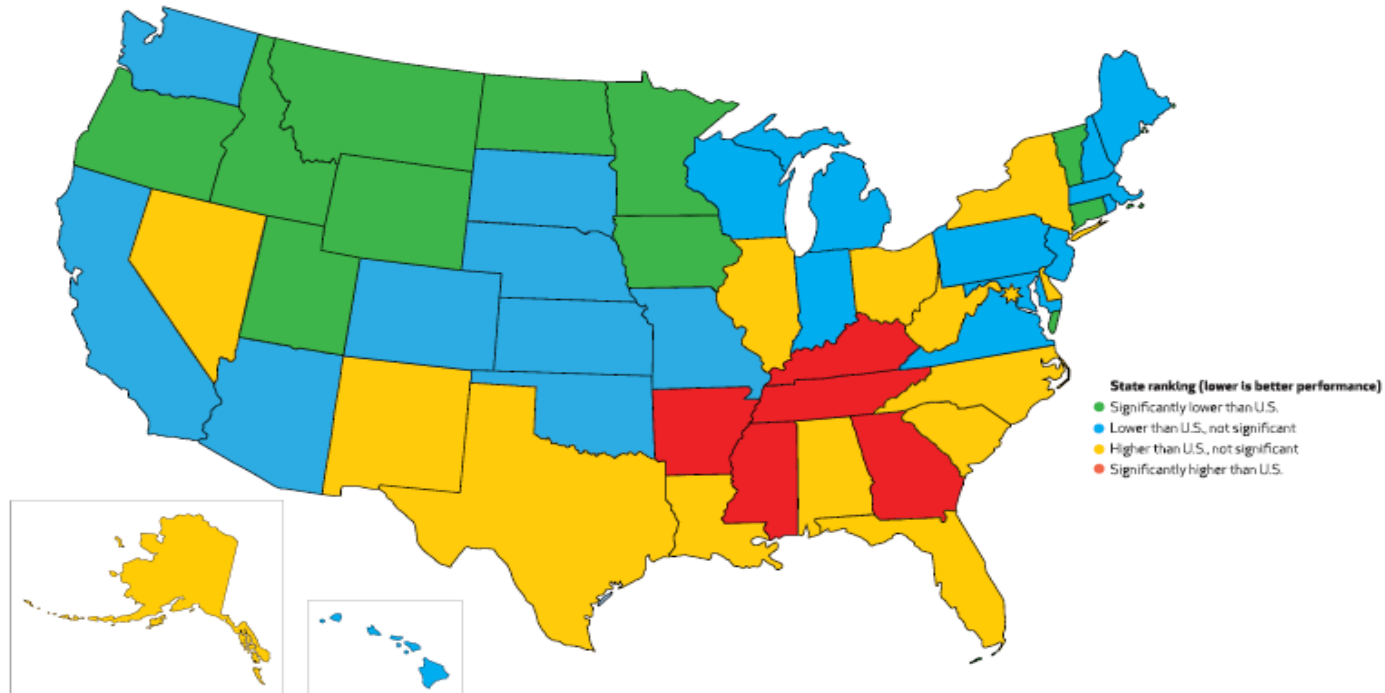 State ranking (lower is better performance)
Significantly lower than U.S.
Lower than U.S., not significant
Higher than U.S., not significant
Significantly higher than U.S.